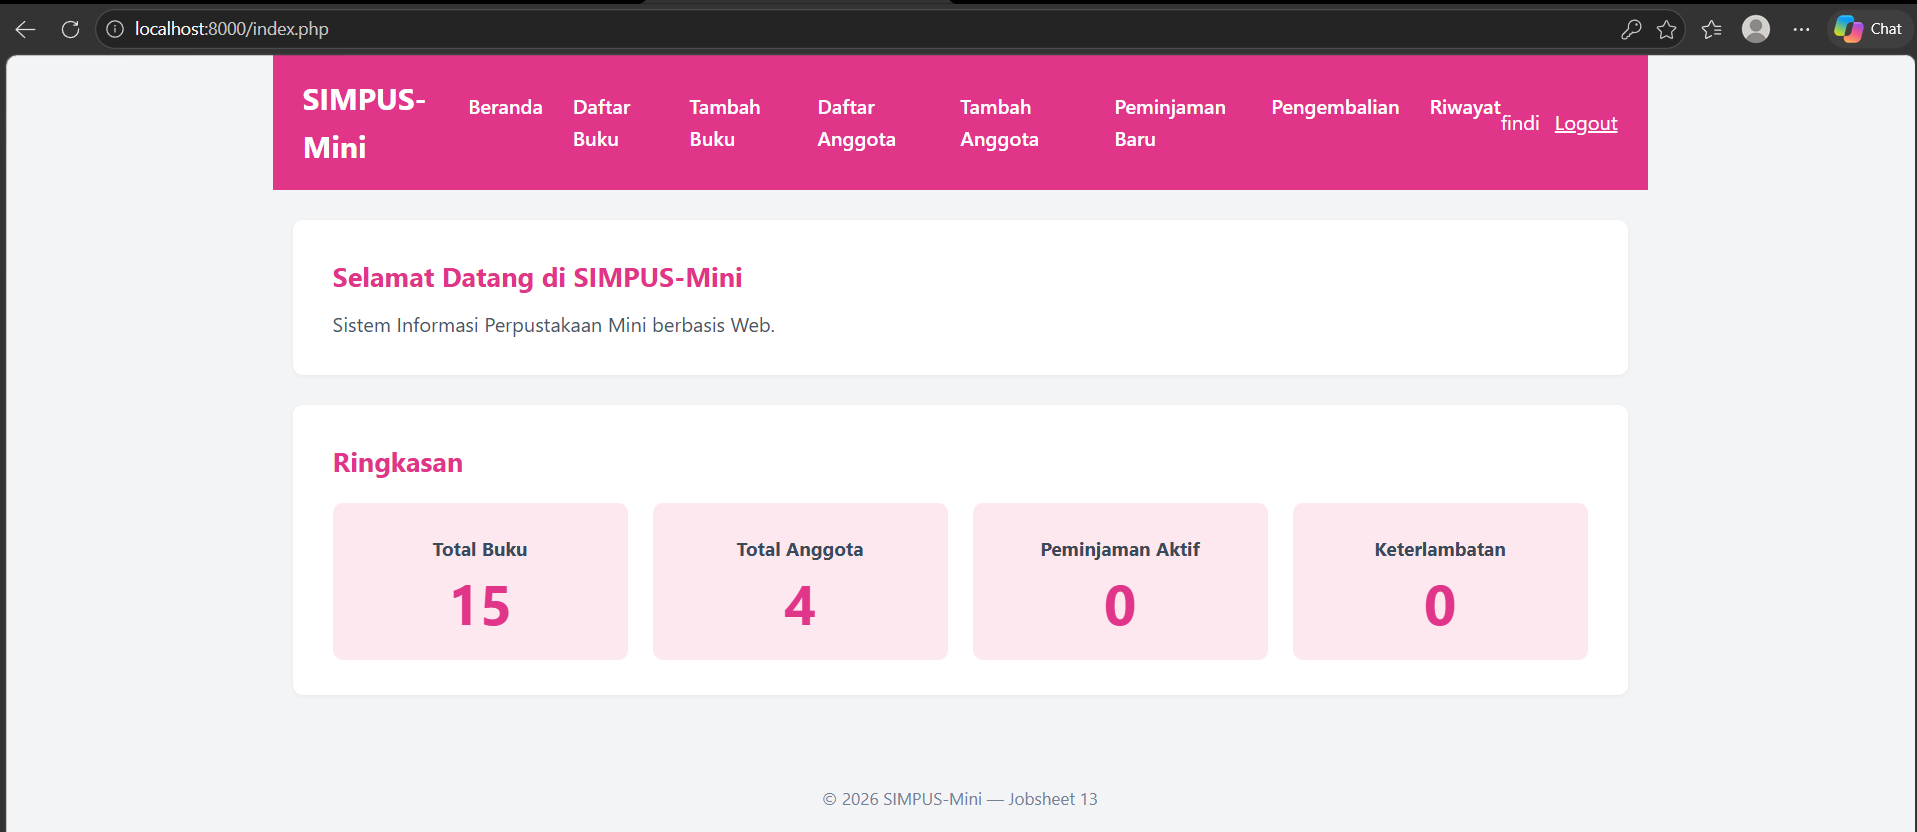 localhost:8000/index.php
Chat
SIMPUS-
Mini
Beranda
Daftar
Buku
Tambah
Buku
Daftar
Anggota
Tambah
Anggota
Peminjaman
Baru
Pengembalian
Riwayat
findi
Logout
Selamat Datang di SIMPUS-Mini
Sistem Informasi Perpustakaan Mini berbasis Web.
Ringkasan
Total Buku
15
Total Anggota
4
Peminjaman Aktif
0
Keterlambatan
0
© 2026 SIMPUS-Mini — Jobsheet 13